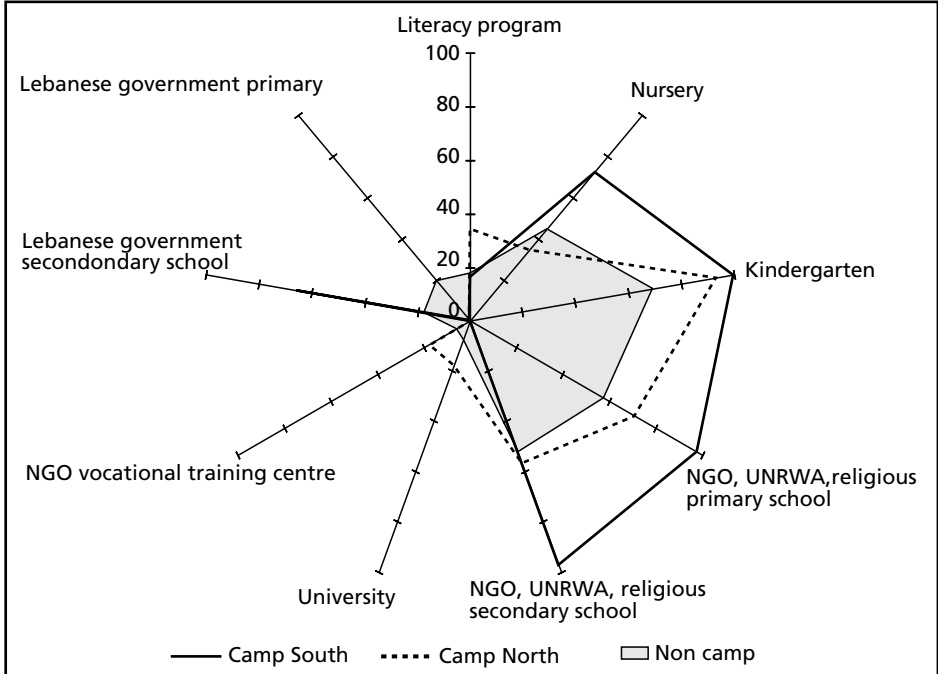 Literacy program
100
Lebanese government primary
Nursery
80
60
40
Lebanese government
secondondary school
Kindergarten
20
0
NGO vocational training centre
NGO, UNRWA,religious
primary school
University
NGO, UNRWA, religious
secondary school
Camp South
Camp North
Non camp